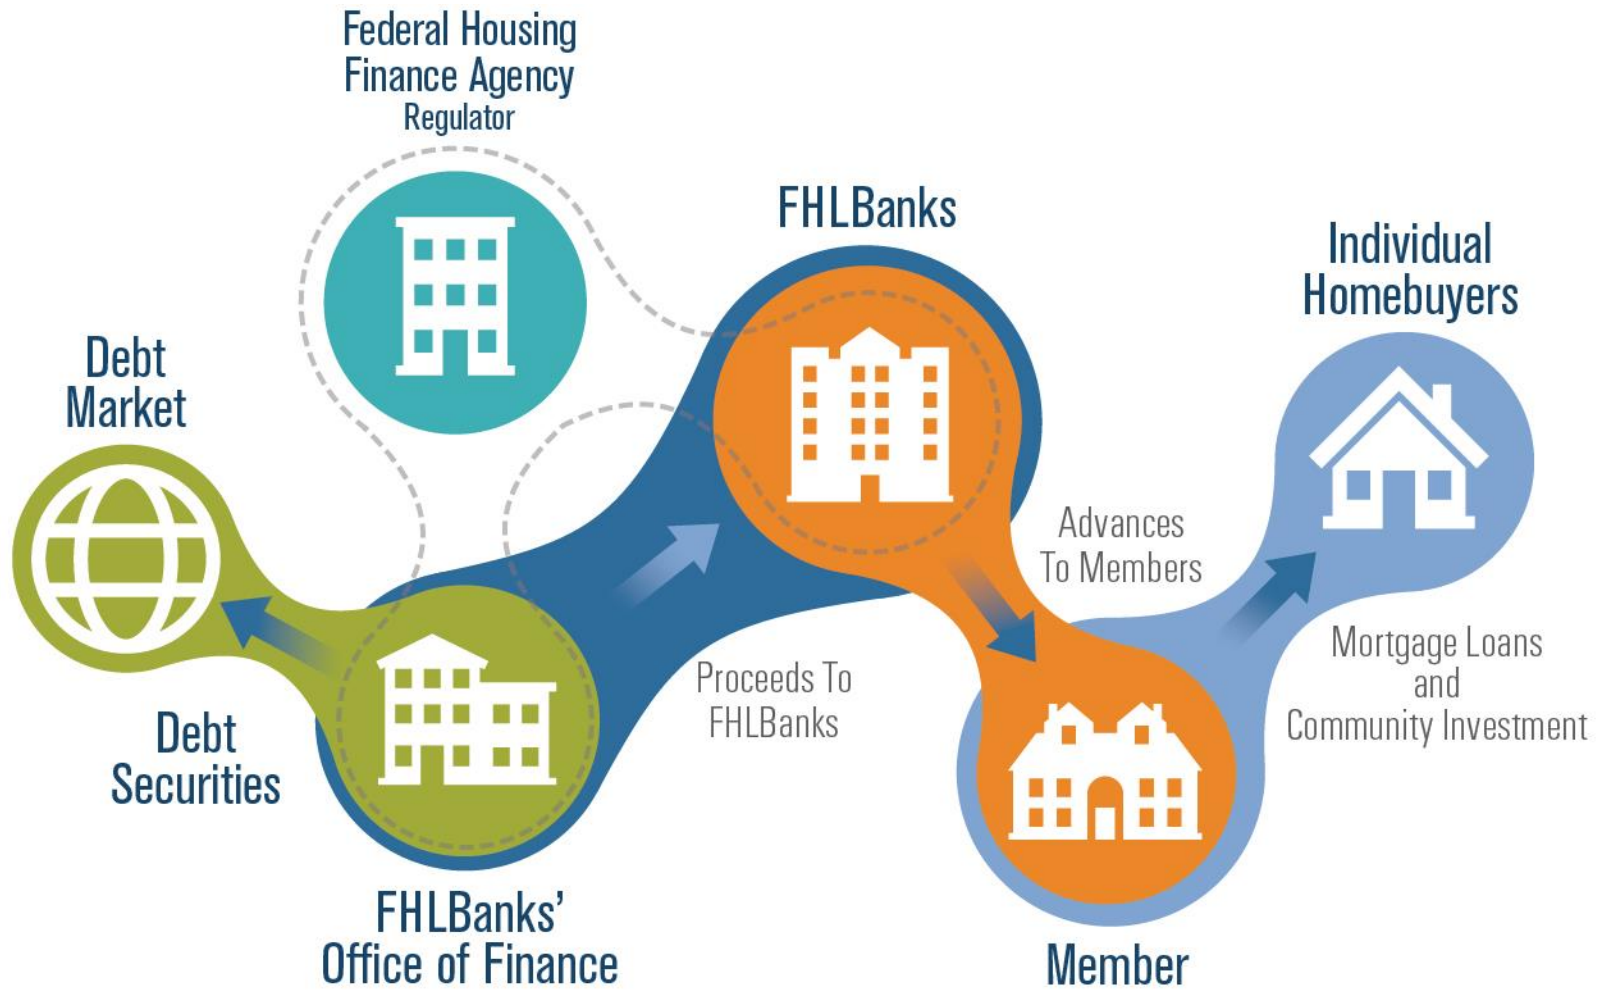 Federal Housing
Finance Agency
Regulator
FHLBanks
Individual
Homebuyers
Debt
Market
Advances
To Members
Mortgage Loans
and
Community Investment
Proceeds To
FHLBanks
Debt
Securities
FHLBanks’
Office of Finance
Member